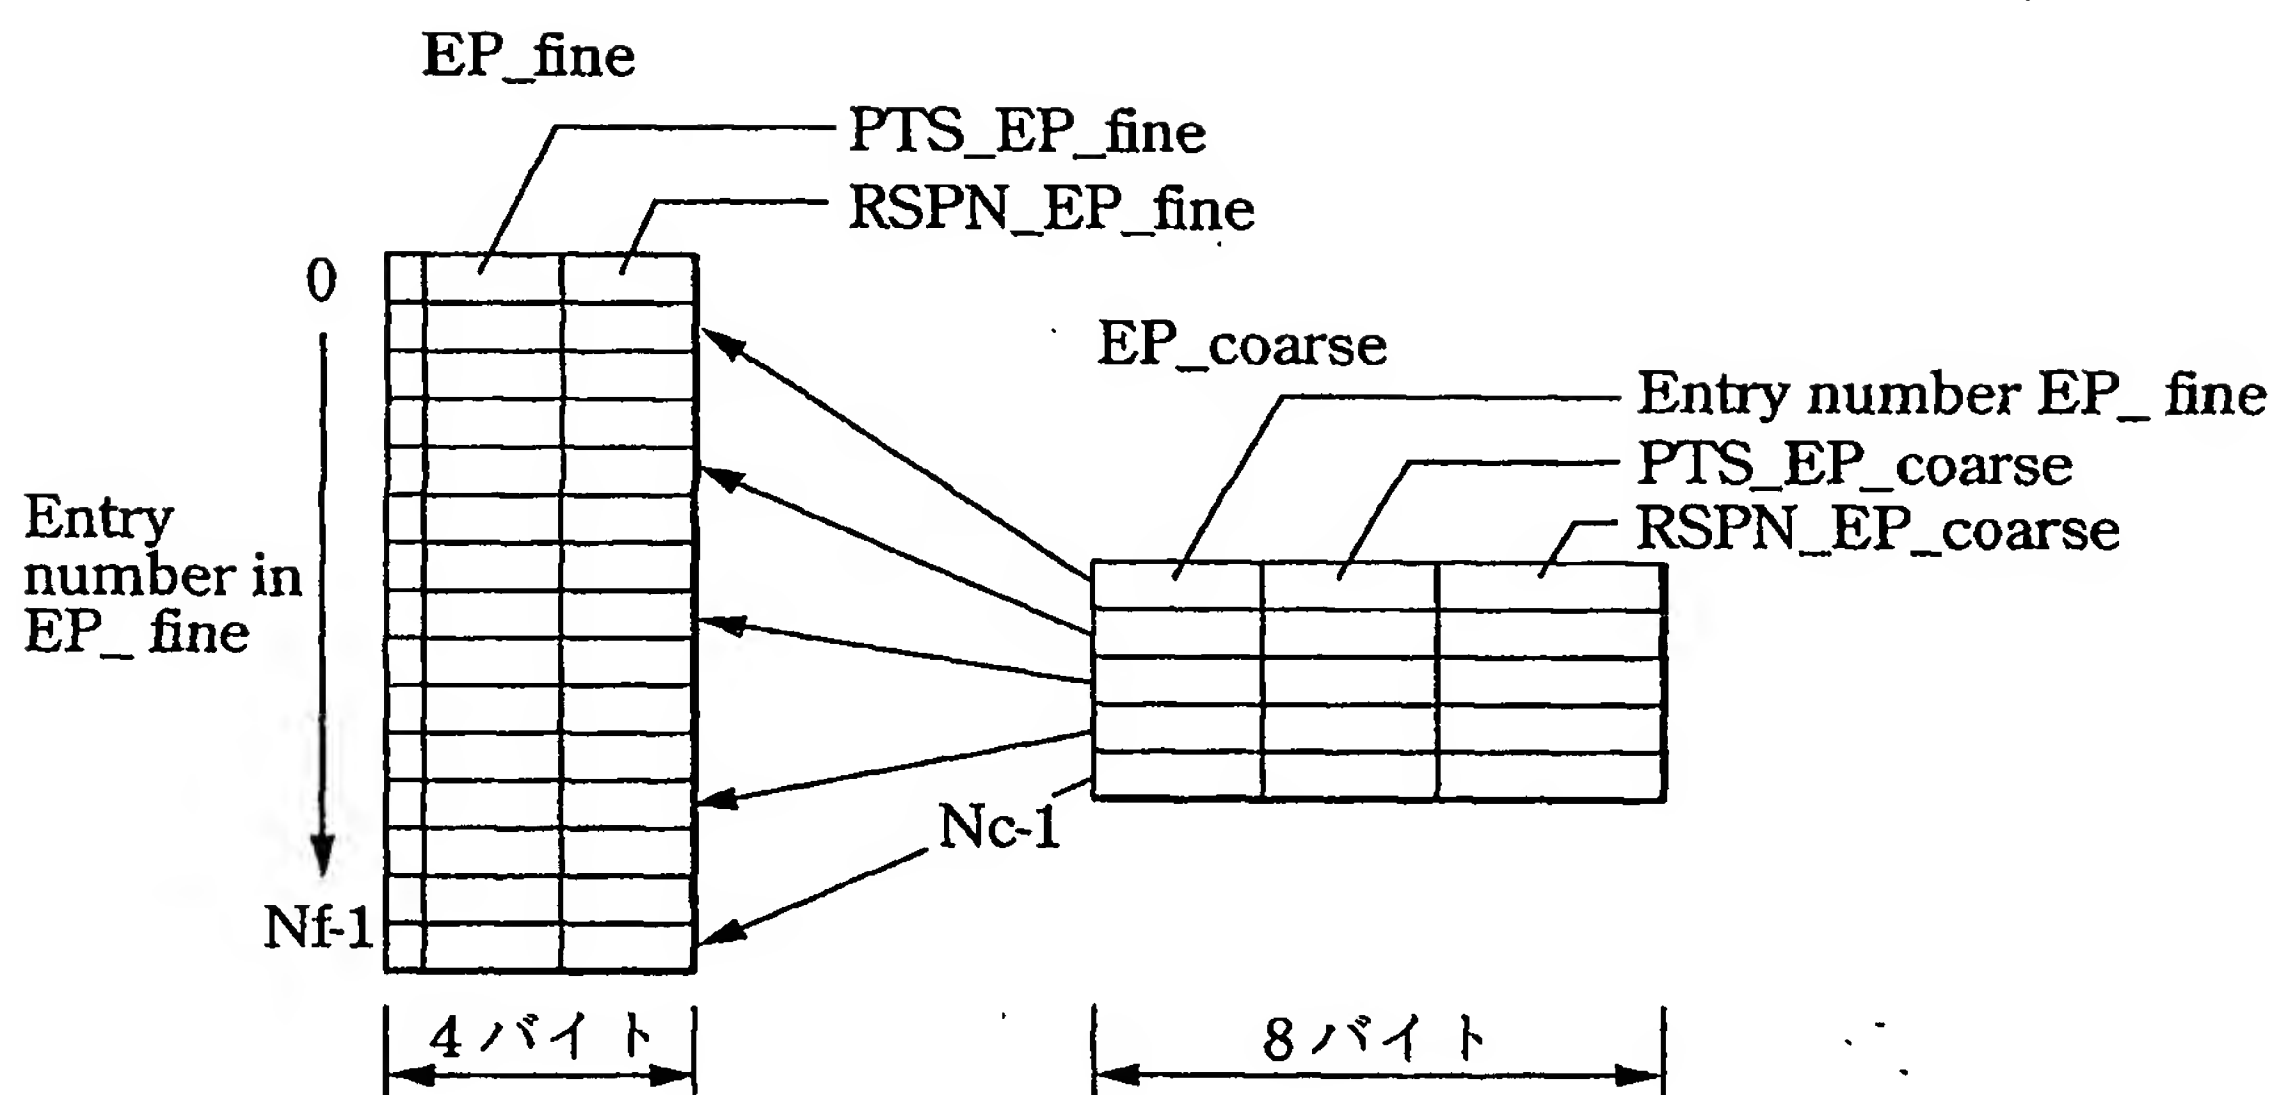 EP_fine
PTS_EP_fine
RSPN_EP_fine
0
EP_coarse
Entry number EP_ fine
PTS_EP_coarse
RSPN_EP_coarse
Entry
number in
EP_ fine
Nc-1
Nf-1
4 バイト
8 バイト